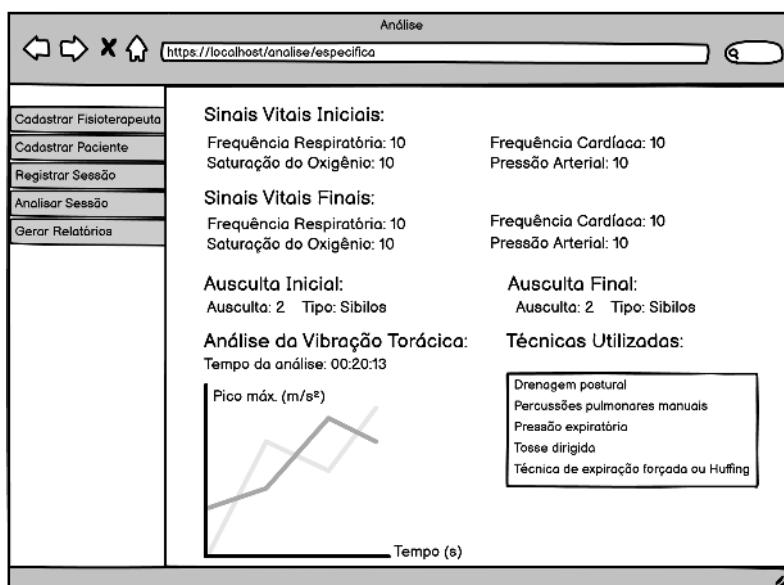 Análise
https://localhost/analise/especifica
Cadastrar Fisioterapeuta
Cadastrar Paciente
Registrar Sessão
Analisar Sessão
Gerar Relatórios
Sinais Vitais Iniciais:
Frequência Respiratória: 10 Frequência Cardíaca: 10
Saturação do Oxigênio: 10 Pressão Arterial: 10
Sinais Vitais Finais:
Frequência Respiratória: 10 Frequência Cardíaca: 10
Saturação do Oxigênio: 10 Pressão Arterial: 10
Ausculta Inicial: Ausculta Final:
Ausculta: 2 Tipo: Sibilos Ausculta: 2 Tipo: Sibilos
Análise da Vibração Torácica: Técnicas Utilizadas:
Tempo da análise: 00:20:13
Pico máx. (m/s²)
Tempo (s)
Drenagem postural
Percussões pulmonares manuais
Pressão expiratória
Tosse dirigida
Técnica de expiração forçada ou Huffing